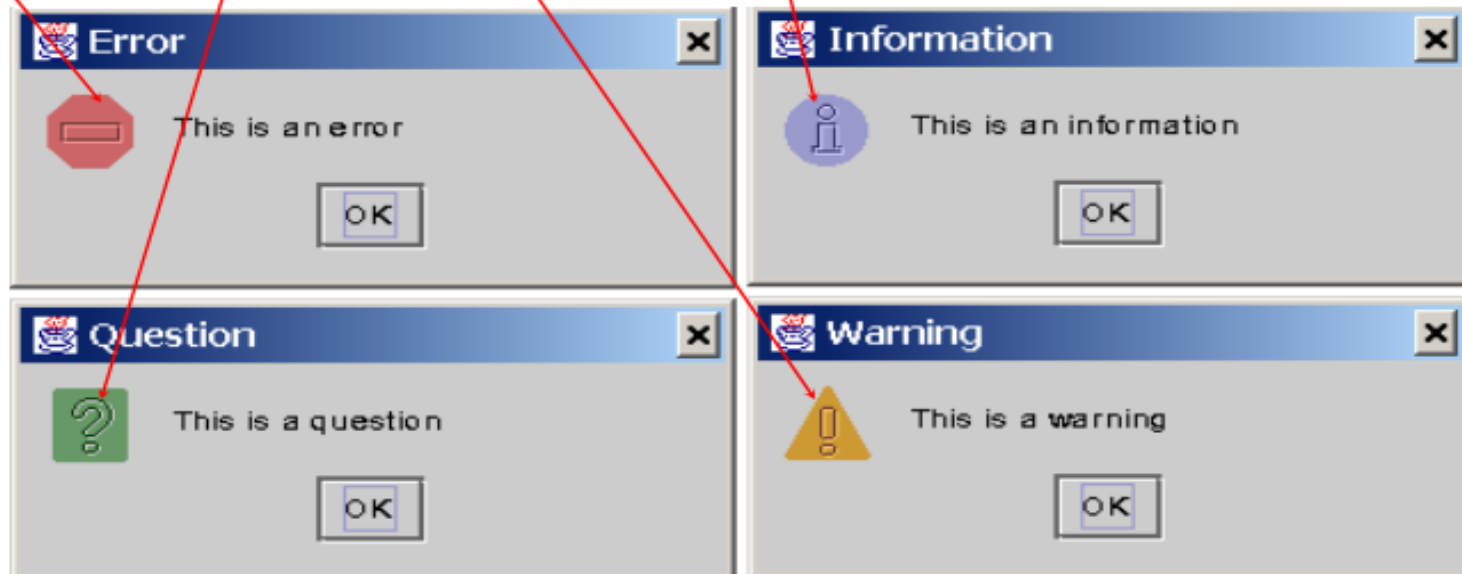 Error
This is an error
OK
Information
This is an information
OK
Question
This is a question
OK
Warning
This is a warning
OK